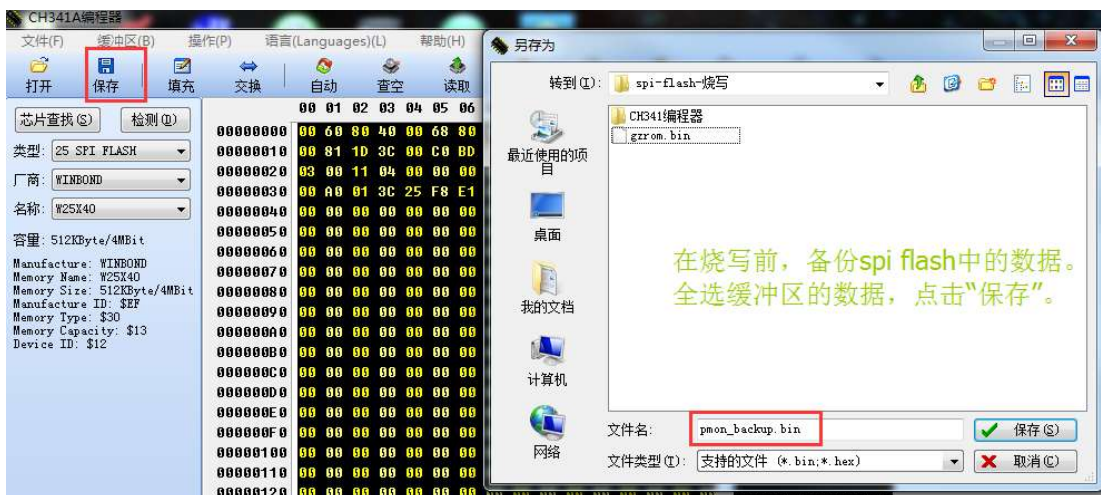 CH341A编程器
文件(F) 缓冲区(B) 操作(P) 语言(Language)(L) 帮助(H)
打开 保存 填充 交换 自动 查空 读取
芯片查找(S) 检测(D)
类型: 25 SPI FLASH
厂商: WINBOND
名称: W25X40
容量: 512KByte/4MBit
Manufacture: WINBOND
Memory Name: W25X40
Memory Size: 512KByte/4MBit
Manufacture ID: $EF
Memory Type: $30
Memory Capacity: $13
Device ID: $12
00 01 02 03 04 05 06
00000000 00 60 80 40 00 68 80
00000010 00 81 1D 3C 00 C0 BD
00000020 03 00 11 04 00 00 00
00000030 00 A0 01 3C 25 F8 E1
00000040 00 00 00 00 00 00 00
00000050 00 00 00 00 00 00 00
00000060 00 00 00 00 00 00 00
00000070 00 00 00 00 00 00 00
00000080 00 00 00 00 00 00 00
00000090 00 00 00 00 00 00 00
000000A0 00 00 00 00 00 00 00
000000B0 00 00 00 00 00 00 00
000000C0 00 00 00 00 00 00 00
000000D0 00 00 00 00 00 00 00
000000E0 00 00 00 00 00 00 00
000000F0 00 00 00 00 00 00 00
00000100 00 00 00 00 00 00 00
00000110 00 00 00 00 00 00 00
00000120 00 00 00 00 00 00 00
另存为
转到(I): spi-flash-烧写
CH341编程器
gzrom.bin
最近使用的项
目
桌面
我的文档
计算机
网络
在烧写前，备份spi flash中的数据。
全选缓冲区的数据，点击“保存”。
文件名: pmon_backup.bin 保存(S)
文件类型(T): 支持的文件 (*.bin;*.hex) 取消(C)